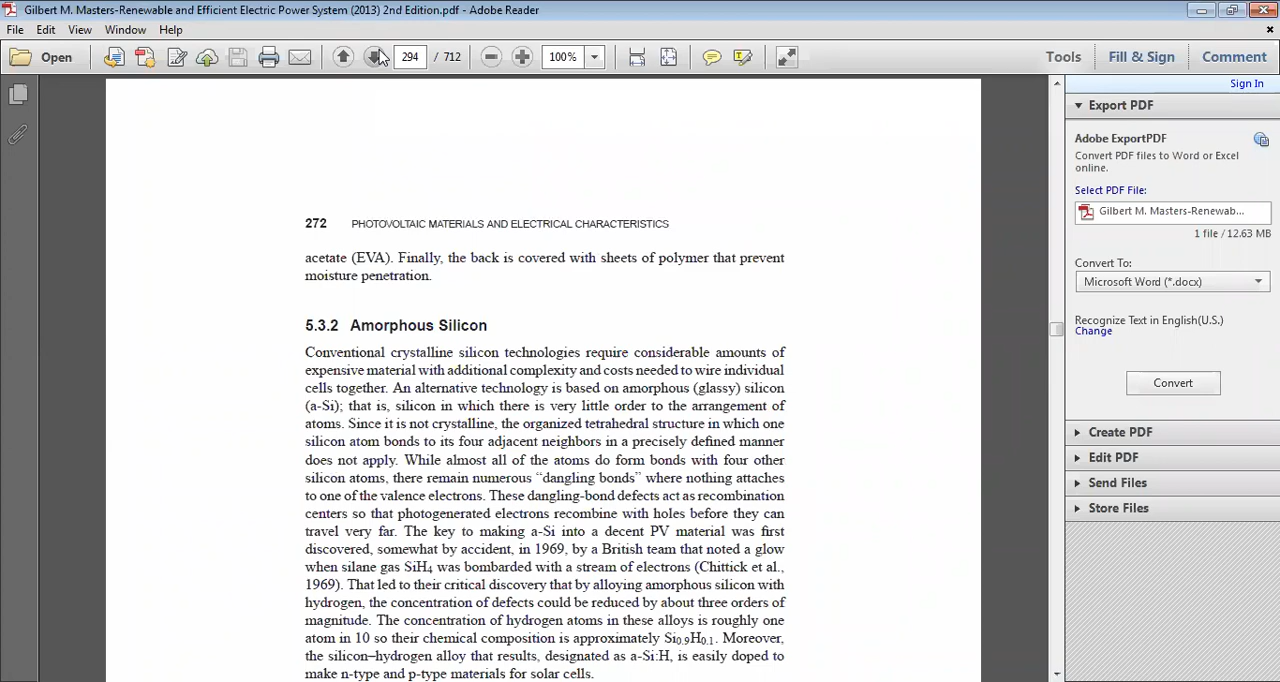 Gilbert M. Masters-Renewable and Efficient Electric Power System (2013) 2nd Edition.pdf - Adobe Reader
File Edit View Window Help
Open 294 / 712 100% Tools Fill & Sign Comment
Sign In
Export PDF
Adobe ExportPDF
Convert PDF files to Word or Excel
online.
Select PDF File:
Gilbert M. Masters-Renewab...
1 file / 12.63 MB
Convert To:
Microsoft Word (*.docx)
Recognize Text in English(U.S.)
Change
Convert
Create PDF
Edit PDF
Send Files
Store Files
272 PHOTOVOLTAIC MATERIALS AND ELECTRICAL CHARACTERISTICS
acetate (EVA). Finally, the back is covered with sheets of polymer that prevent
moisture penetration.
5.3.2 Amorphous Silicon
Conventional crystalline silicon technologies require considerable amounts of
expensive material with additional complexity and costs needed to wire individual
cells together. An alternative technology is based on amorphous (glassy) silicon
(a-Si); that is, silicon in which there is very little order to the arrangement of
atoms. Since it is not crystalline, the organized tetrahedral structure in which one
silicon atom bonds to its four adjacent neighbors in a precisely defined manner
does not apply. While almost all of the atoms do form bonds with four other
silicon atoms, there remain numerous “dangling bonds” where nothing attaches
to one of the valence electrons. These dangling-bond defects act as recombination
centers so that photogenerated electrons recombine with holes before they can
travel very far. The key to making a-Si into a decent PV material was first
discovered, somewhat by accident, in 1969, by a British team that noted a glow
when silane gas SiH4 was bombarded with a stream of electrons (Chittick et al.,
1969). That led to their critical discovery that by alloying amorphous silicon with
hydrogen, the concentration of defects could be reduced by about three orders of
magnitude. The concentration of hydrogen atoms in these alloys is roughly one
atom in 10 so their chemical composition is approximately Si0.9H0.1. Moreover,
the silicon–hydrogen alloy that results, designated as a-Si:H, is easily doped to
make n-type and p-type materials for solar cells.